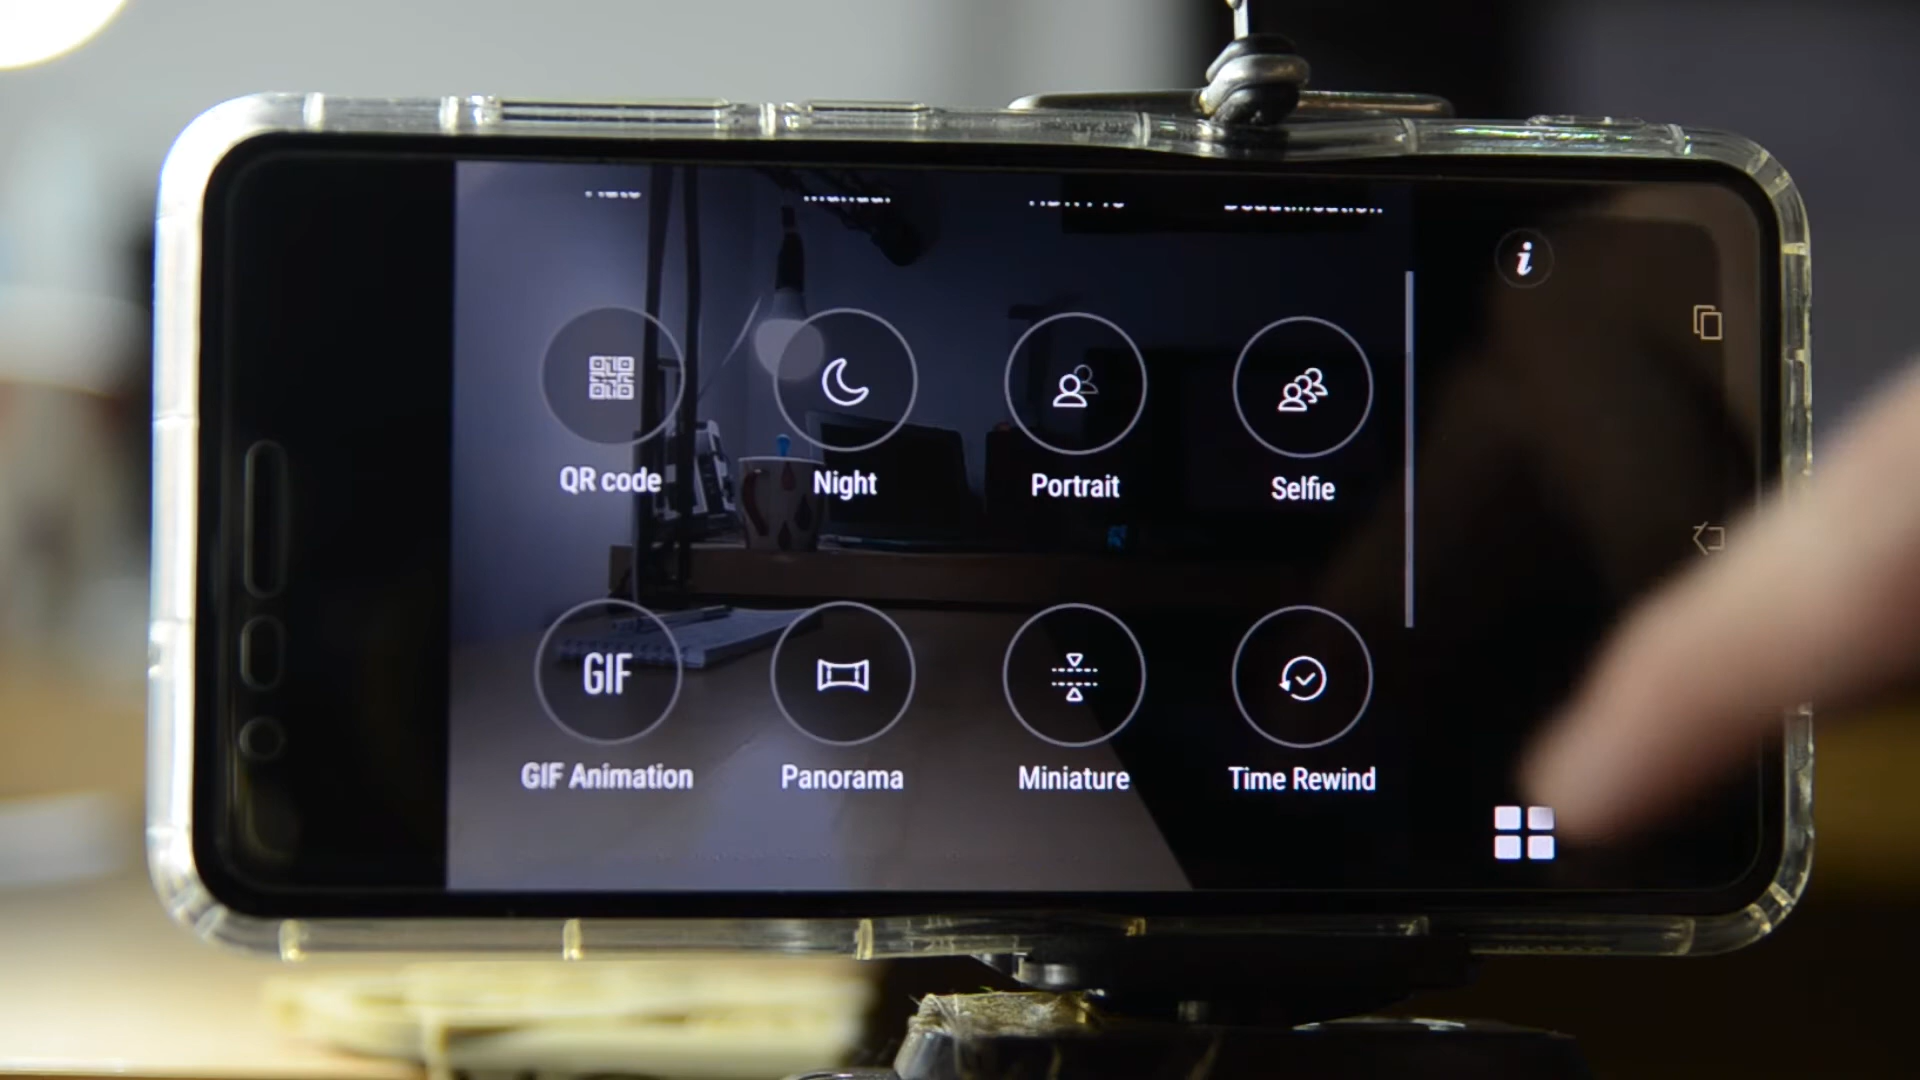 QR code
Night
Portrait
Selfie
GIF
GIF Animation
Panorama
Miniature
Time Rewind